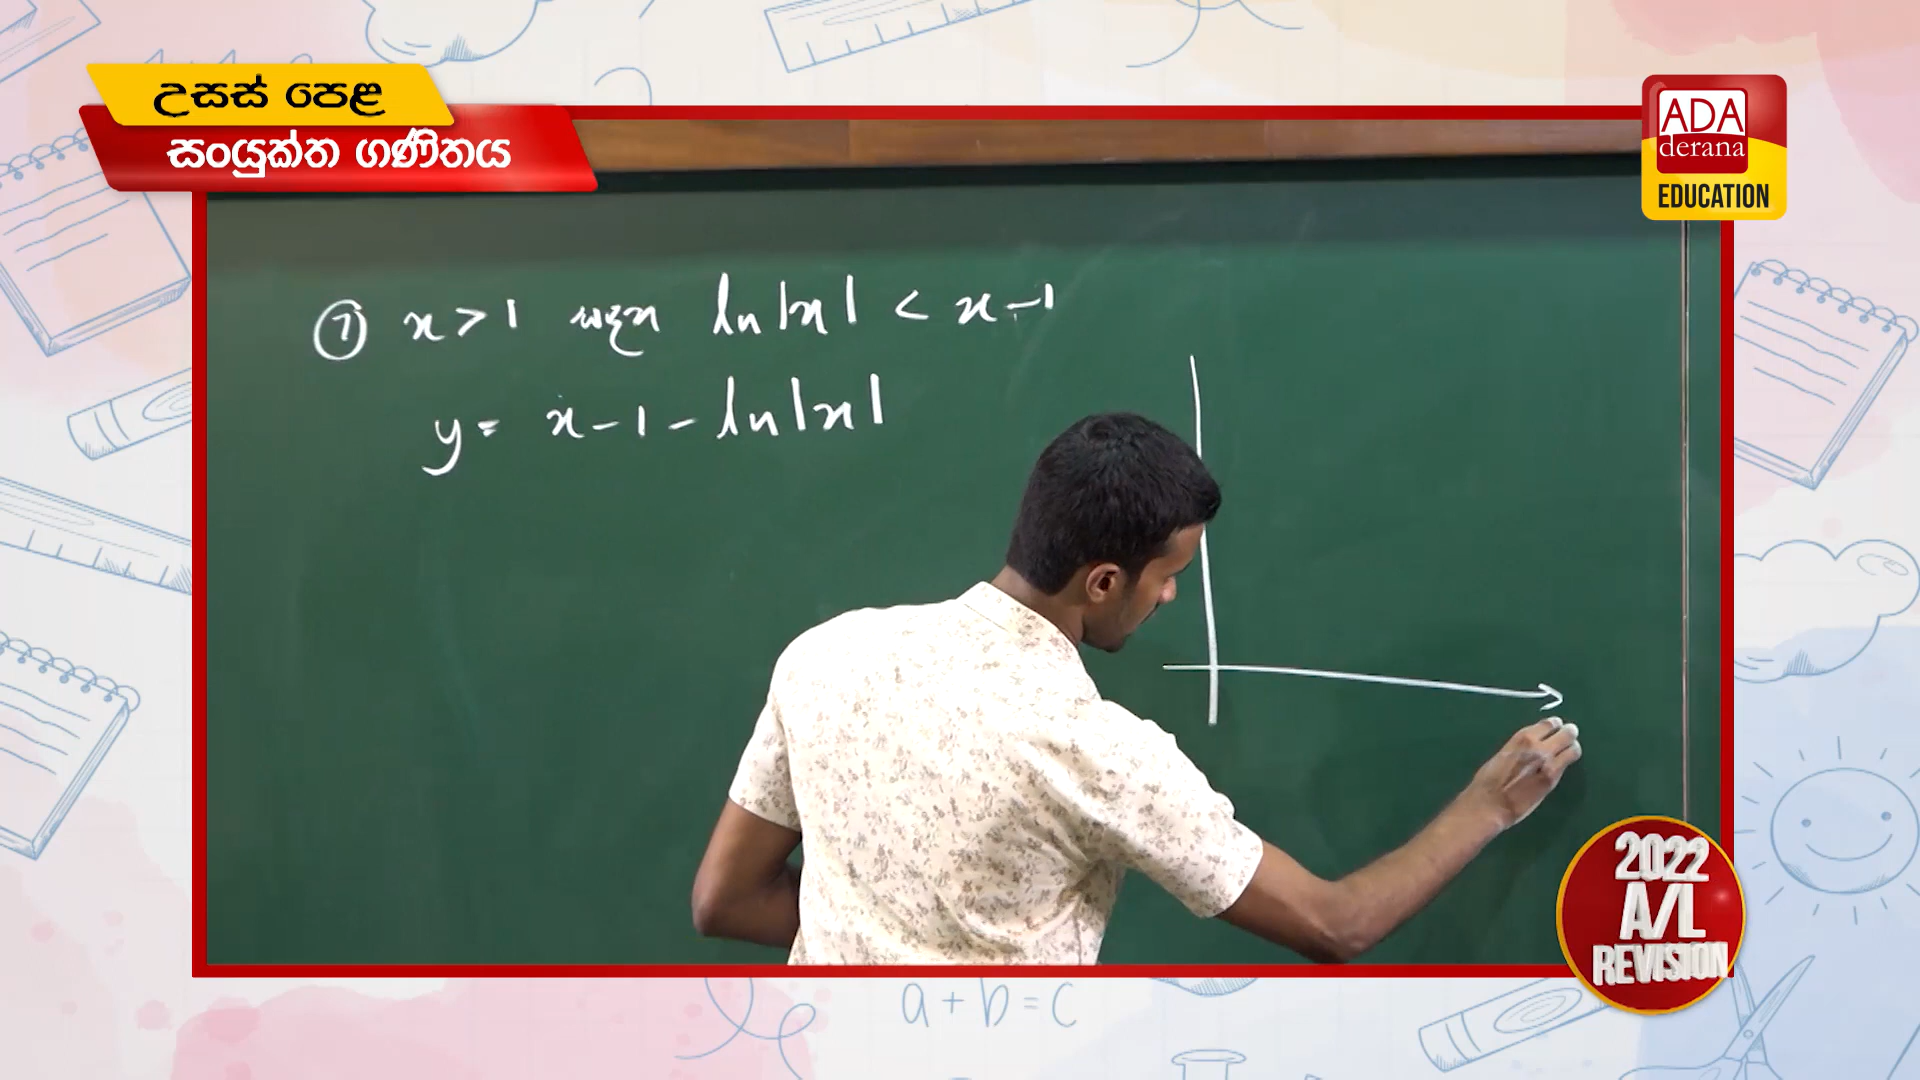 උසස් පෙළ
සංයුක්ත ගණිතය
ADA
derana
EDUCATION
⑦ x > 1 සඳහා ln|x| < x-1
y = x-1-ln|x|
2022
A/L
REVISION
a+b=c